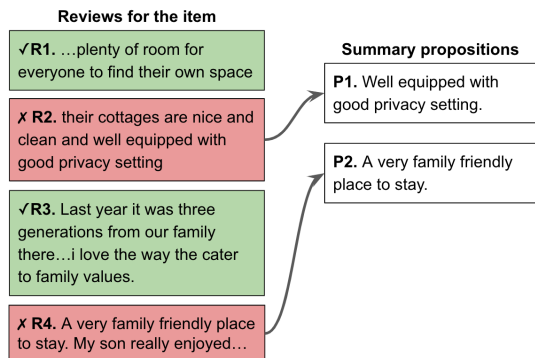 Reviews for the item
✓R1. …plenty of room for
everyone to find their own space
✗ R2. their cottages are nice and
clean and well equipped with
good privacy setting
✓R3. Last year it was three
generations from our family
there…i love the way the cater
to family values.
✗ R4. A very family friendly place
to stay. My son really enjoyed…
Summary propositions
P1. Well equipped with
good privacy setting.
P2. A very family friendly
place to stay.